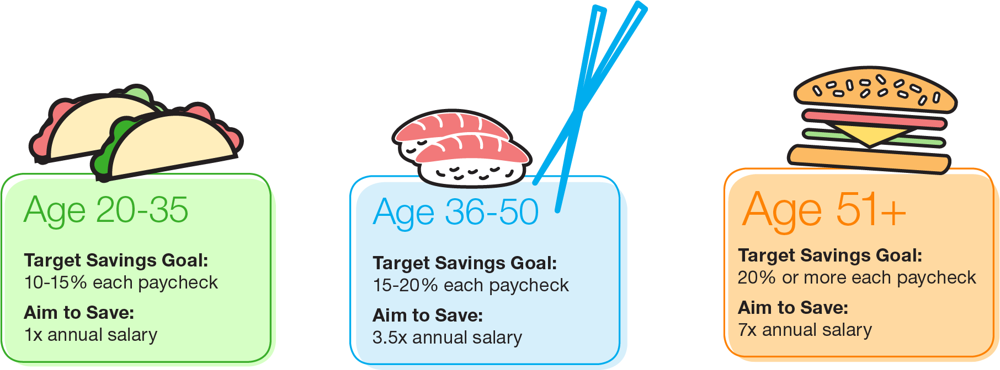 Age 20-35
Target Savings Goal:
10-15% each paycheck
Aim to Save:
1x annual salary
Age 36-50
Target Savings Goal:
15-20% each paycheck
Aim to Save:
3.5x annual salary
Age 51+
Target Savings Goal:
20% or more each paycheck
Aim to Save:
7x annual salary